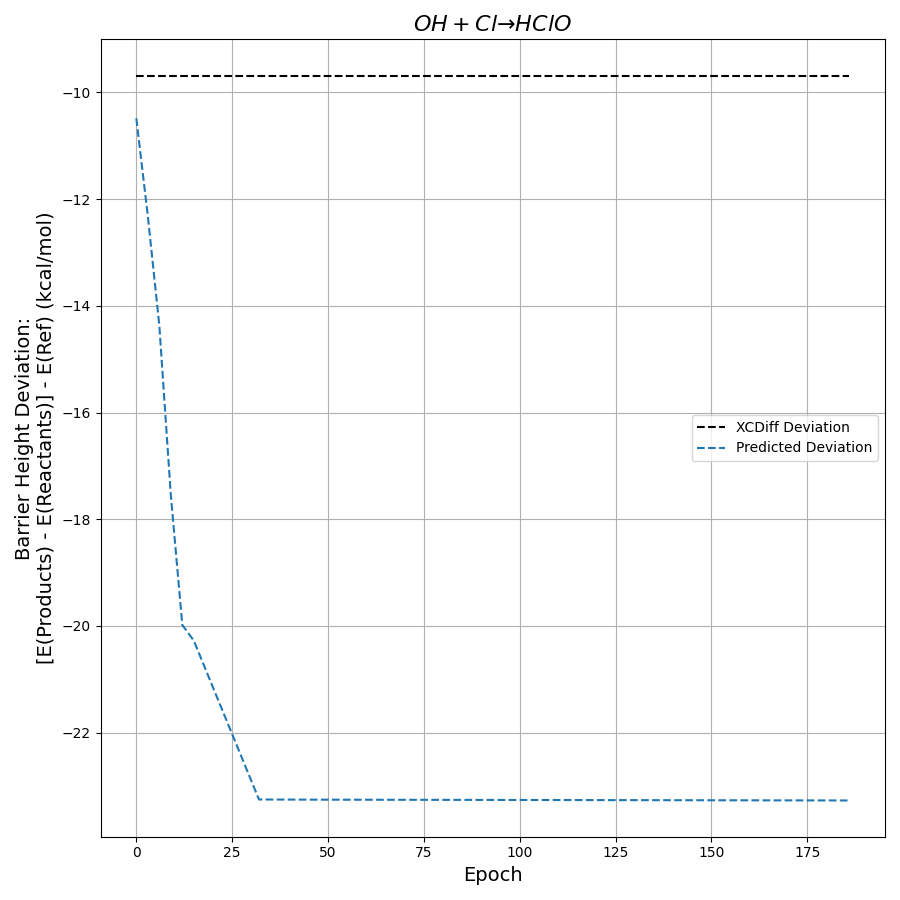 OH + Cl→HClO
Barrier Height Deviation:
[E(Products) - E(Reactants)] - E(Ref) (kcal/mol)
−10
−12
−14
−16
−18
−20
−22
XCDiff Deviation
Predicted Deviation
0 25 50 75 100 125 150 175
Epoch